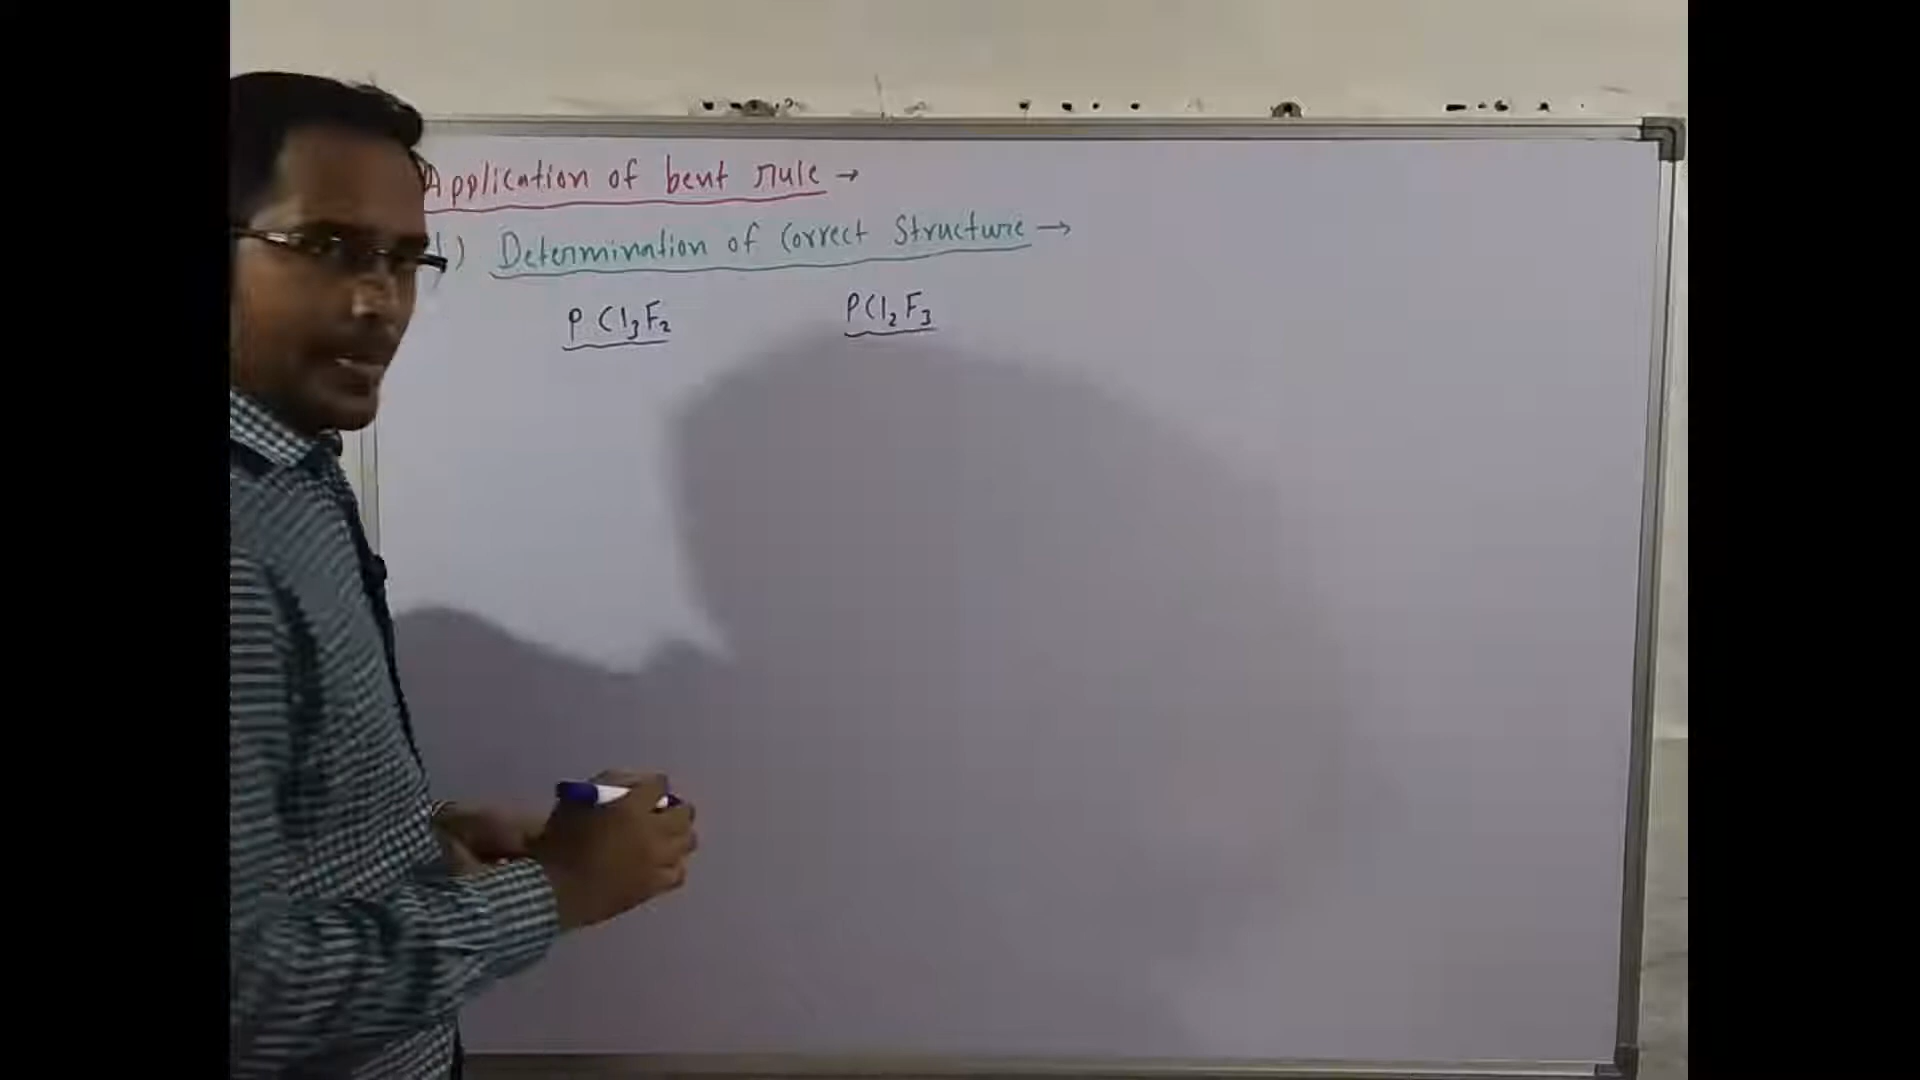 Application of bent rule →
) Determination of Correct Structure →
PCl₃F₂ PCl₂F₃